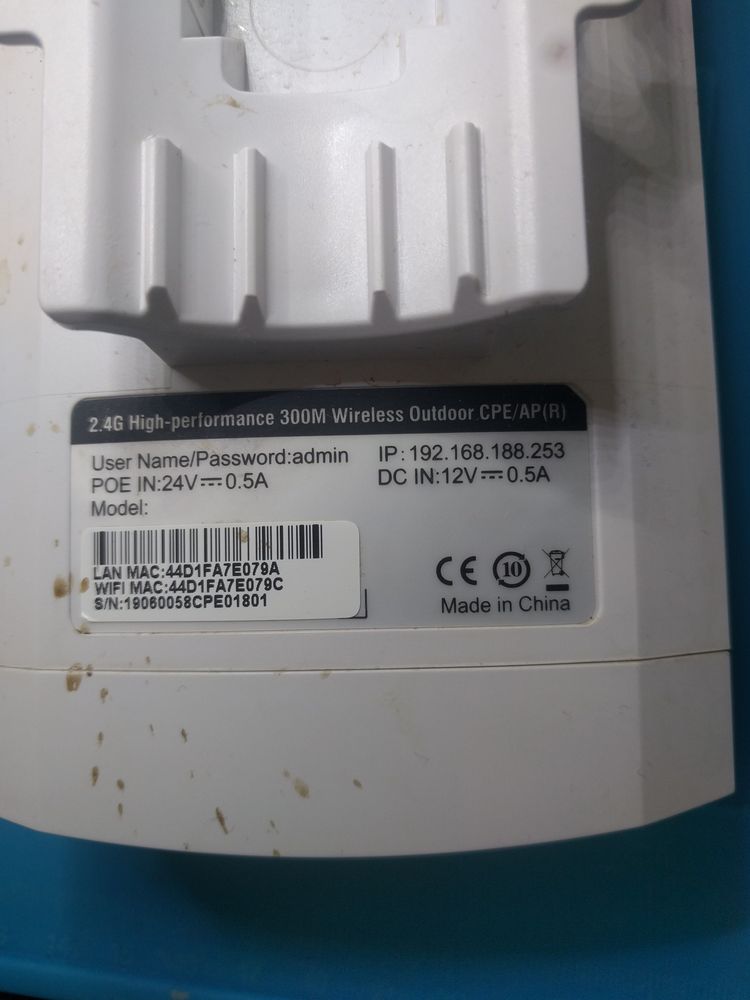 2.4G High-performance 300M Wireless Outdoor CPE/AP(R)
User Name/Password:admin IP:192.168.188.253
POE IN:24V⎓0.5A DC IN:12V⎓0.5A
Model:
LAN MAC:44D1FA7E079A
WIFI MAC:44D1FA7E079C
S/N:19060058CPE01801
CE 10
Made in China